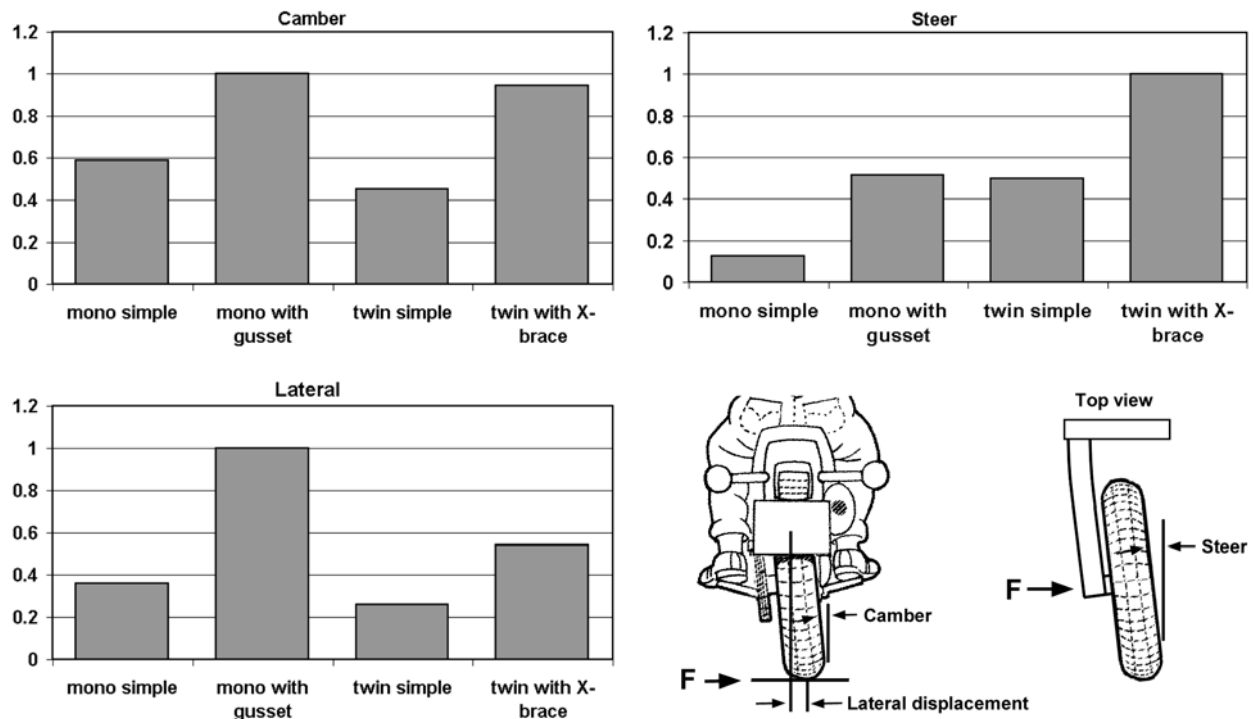 Camber
1.2
1
0.8
0.6
0.4
0.2
0
mono simple
mono with
gusset
twin simple
twin with X-
brace
Steer
1.2
1
0.8
0.6
0.4
0.2
0
mono simple
mono with
gusset
twin simple
twin with X-
brace
Lateral
1.2
1
0.8
0.6
0.4
0.2
0
mono simple
mono with
gusset
twin simple
twin with X-
brace
Camber
F
Lateral displacement
Top view
Steer
F